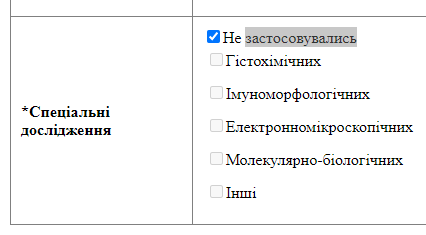 Не застосовувались
Гістохімічних
Імуноморфологічних
*Спеціальні
дослідження
Електронномікроскопічних
Молекулярно-біологічних
Інші